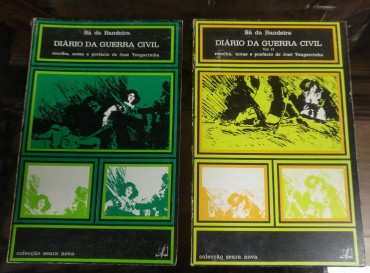 Sá da Bandeira
DIÁRIO DA GUERRA CIVIL
escolha, notas e prefácio de José Tengarrinha
colecção seara nova
Sá da Bandeira
DIÁRIO DA GUERRA CIVIL
Vol II
escolha, notas e prefácio de José Tengarrinha
colecção seara nova